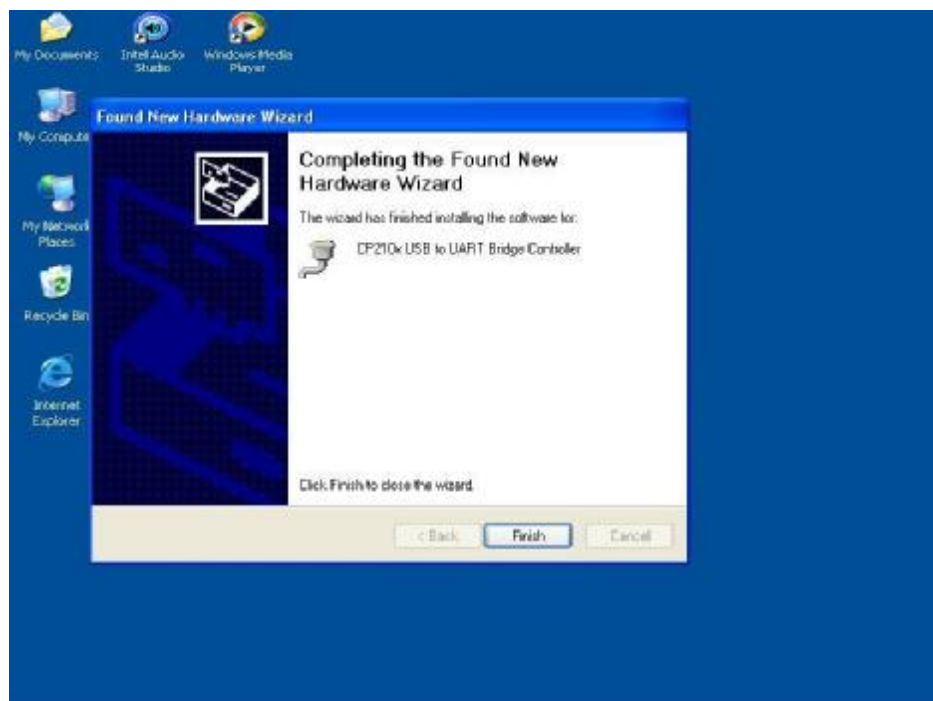 My Documents
Intel Audio
Studio
Windows Media
Player
My Compute
My Network
Places
Recycle Bin
Internet
Explorer
Found New Hardware Wizard
Completing the Found New
Hardware Wizard
The wizard has finished installing the software for:
CP210x USB to UART Bridge Controller
Click Finish to close the wizard.
< Back
Finish
Cancel